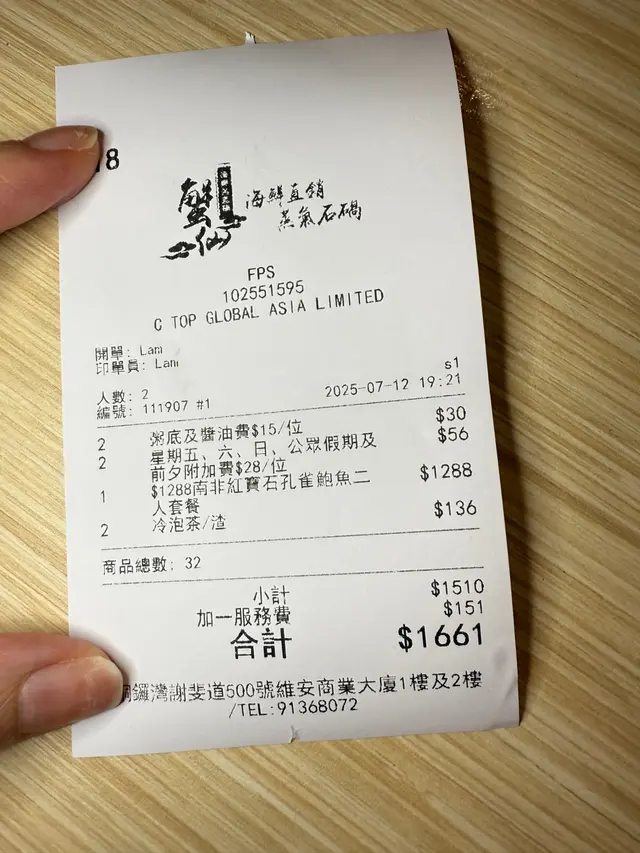 18
蟹仙
海鮮直銷
蒸氣石鍋
FPS
102551595
C TOP GLOBAL ASIA LIMITED
開單: Lam
印單員: Lam
人數: 2
s1
編號: 111907 #1
2025-07-12 19:21
2 粥底及醬油費$15/位 $30
2 星期五、六、日、公眾假期及 $56
前夕附加費$28/位
1 $1288南非紅寶石孔雀鮑魚二 $1288
人套餐
2 冷泡茶/渣 $136
商品總數: 32
小計 $1510
加一服務費 $151
合計 $1661
鑼灣謝斐道500號維安商業大廈1樓及2樓
/TEL:91368072